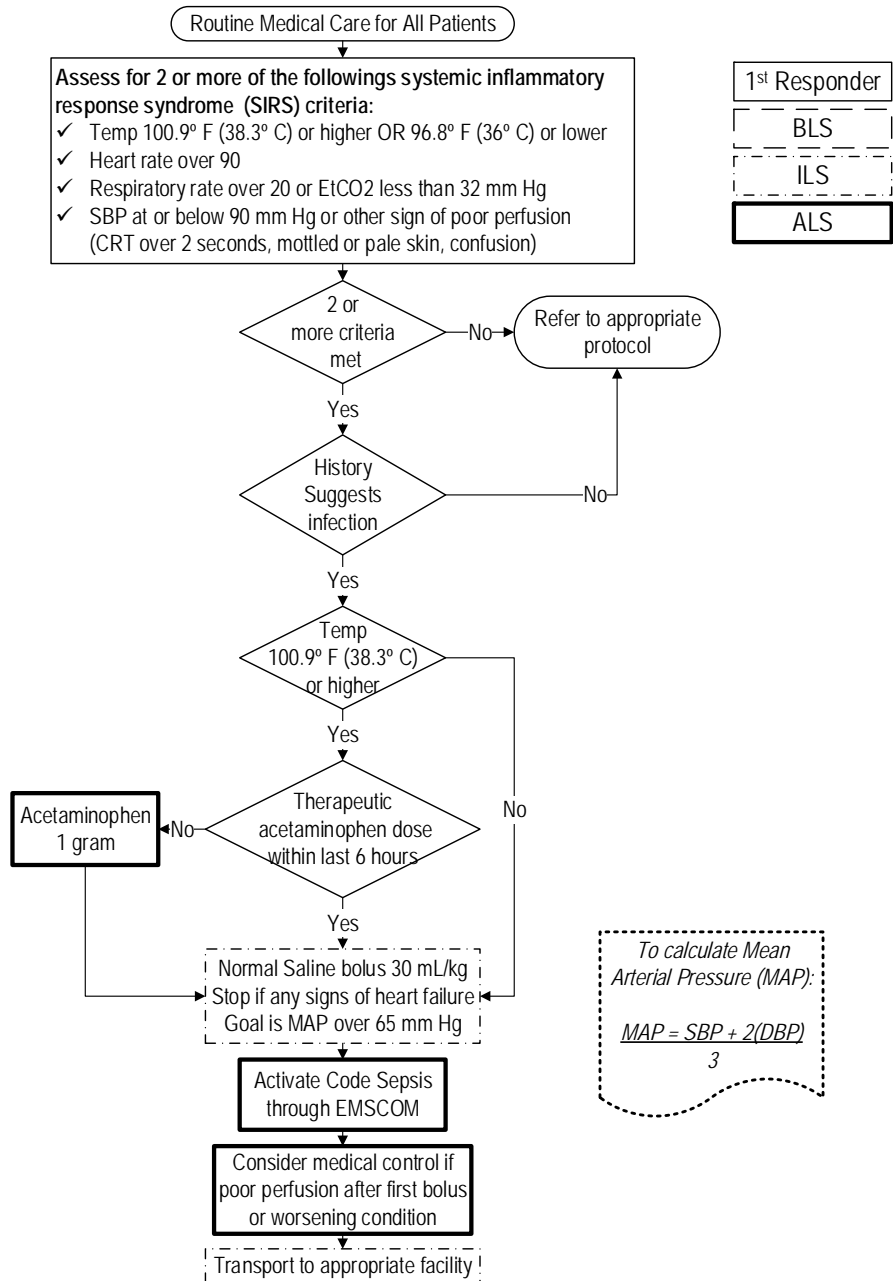 Routine Medical Care for All Patients
Assess for 2 or more of the followings systemic inflammatory
response syndrome (SIRS) criteria:
✓ Temp 100.9º F (38.3º C) or higher OR 96.8º F (36º C) or lower
✓ Heart rate over 90
✓ Respiratory rate over 20 or EtCO2 less than 32 mm Hg
✓ SBP at or below 90 mm Hg or other sign of poor perfusion
(CRT over 2 seconds, mottled or pale skin, confusion)
1st Responder
BLS
ILS
ALS
2 or
more criteria
met
No
Refer to appropriate
protocol
Yes
History
Suggests
infection
No
Yes
Temp
100.9º F (38.3º C)
or higher
Yes
No
Acetaminophen
1 gram
No
Therapeutic
acetaminophen dose
within last 6 hours
Yes
Normal Saline bolus 30 mL/kg
Stop if any signs of heart failure
Goal is MAP over 65 mm Hg
To calculate Mean
Arterial Pressure (MAP):
MAP = SBP + 2(DBP)
3
Activate Code Sepsis
through EMSCOM
Consider medical control if
poor perfusion after first bolus
or worsening condition
Transport to appropriate facility